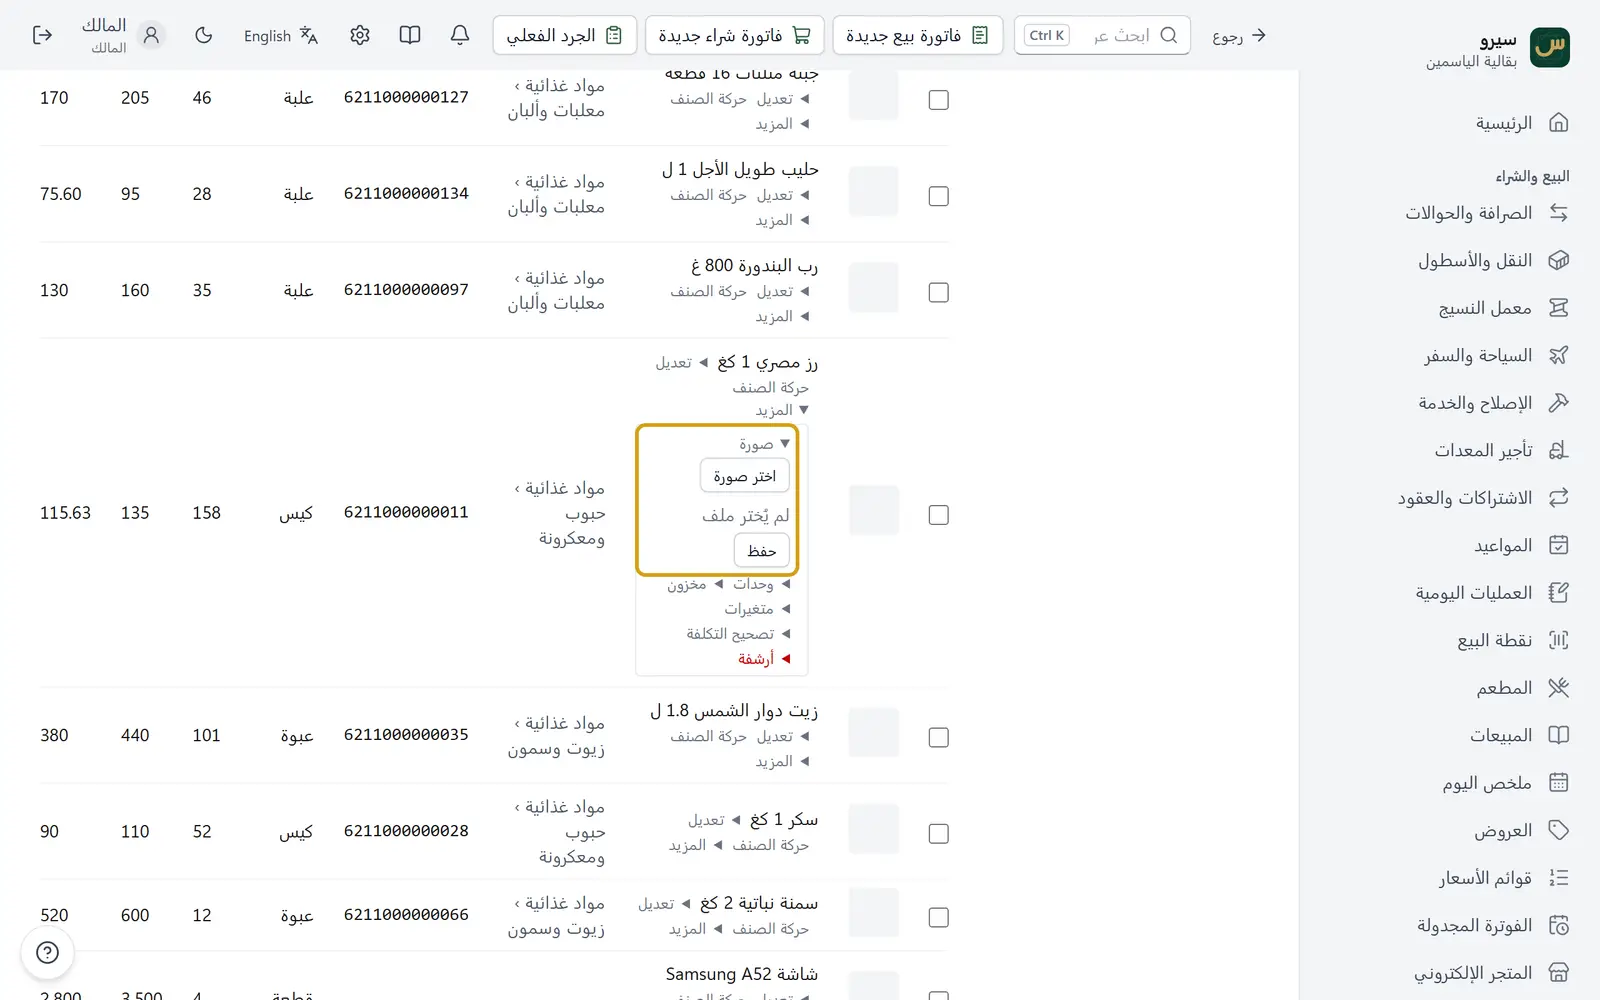 سيرو
بقالية الياسمين
رجوع
ابحث عر
Ctrl K
فاتورة بيع جديدة
فاتورة شراء جديدة
الجرد الفعلي
English
المالك
المالك
الرئيسية
البيع والشراء
الصرافة والحوالات
النقل والأسطول
معمل النسيج
السياحة والسفر
الإصلاح والخدمة
تأجير المعدات
الاشتراكات والعقود
المواعيد
العمليات اليومية
نقطة البيع
المطعم
المبيعات
ملخص اليوم
العروض
قوائم الأسعار
الفوترة المجدولة
المتجر الإلكتروني
جبنة مثلثات 16 قطعة
تعديل حركة الصنف
المزيد
مواد غذائية ›
معلبات وألبان
6211000000127 علبة 46 205 170
حليب طويل الأجل 1 ل
تعديل حركة الصنف
المزيد
مواد غذائية ›
معلبات وألبان
6211000000134 علبة 28 95 75.60
رب البندورة 800 غ
تعديل حركة الصنف
المزيد
مواد غذائية ›
معلبات وألبان
6211000000097 علبة 35 160 130
رز مصري 1 كغ تعديل
حركة الصنف
المزيد
صورة
اختر صورة
لم يُختر ملف
حفظ
وحدات مخزون
متغيرات
تصحيح التكلفة
أرشفة
مواد غذائية ›
حبوب
ومعكرونة
6211000000011 كيس 158 135 115.63
زيت دوار الشمس 1.8 ل
تعديل حركة الصنف
المزيد
مواد غذائية ›
زيوت وسمون
6211000000035 عبوة 101 440 380
سكر 1 كغ تعديل
حركة الصنف المزيد
مواد غذائية ›
حبوب
ومعكرونة
6211000000028 كيس 52 110 90
سمنة نباتية 2 كغ تعديل
حركة الصنف المزيد
مواد غذائية ›
زيوت وسمون
6211000000066 عبوة 12 600 520
شاشة Samsung A52
تعديل حركة الصنف
قطعة 4 3,500 2,800